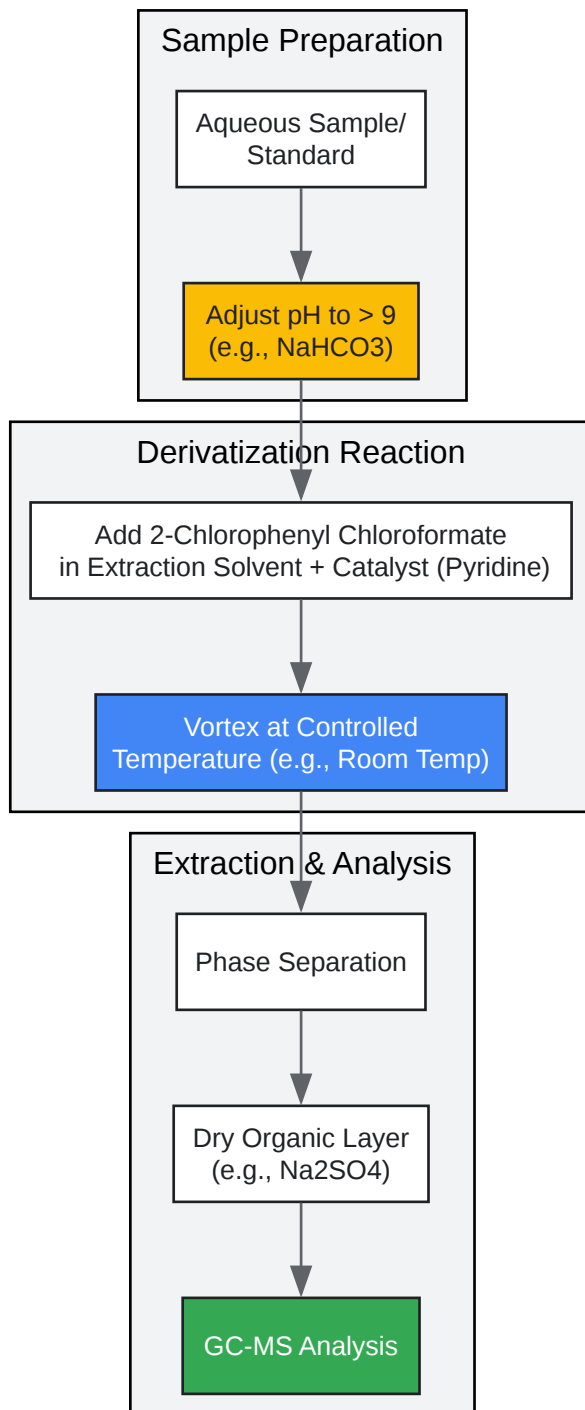 Sample Preparation
Aqueous Sample/
Standard
Adjust pH to > 9
(e.g., NaHCO3)
Derivatization Reaction
Add 2-Chlorophenyl Chloroformate
in Extraction Solvent + Catalyst (Pyridine)
Vortex at Controlled
Temperature (e.g., Room Temp)
Extraction & Analysis
Phase Separation
Dry Organic Layer
(e.g., Na2SO4)
GC-MS Analysis